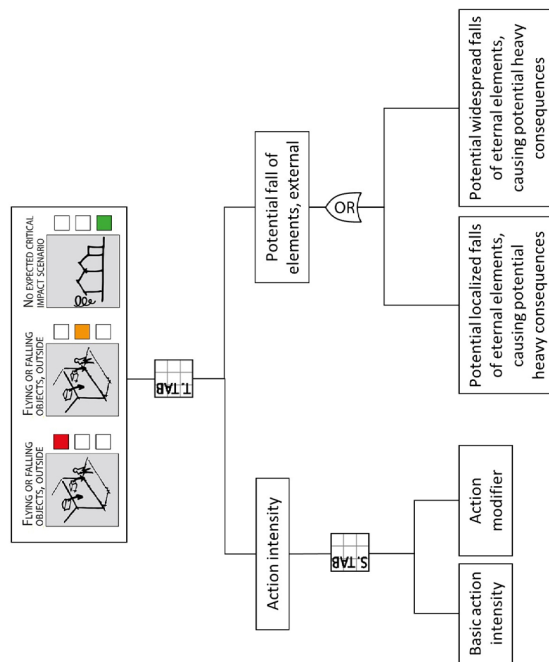 FLYING OR FALLING
OBJECTS, OUTSIDE
FLYING OR FALLING
OBJECTS, OUTSIDE
NO EXPECTED CRITICAL
IMPACT SCENARIO
T. TAB
Action intensity
Potential fall of
elements, external
S. TAB
OR
Basic action
intensity
Action
modifier
Potential localized falls
of eternal elements,
causing potential
heavy consequences
Potential widespread falls
of eternal elements,
causing potential heavy
consequences